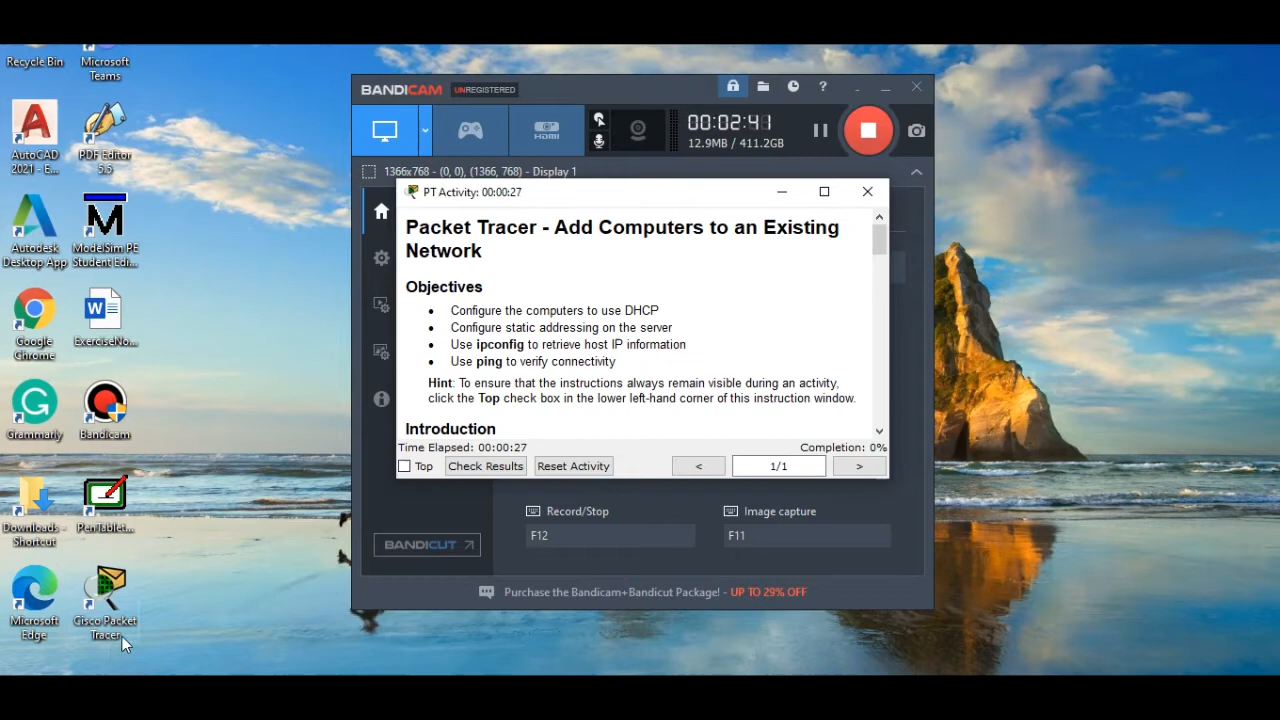 Recycle Bin
Microsoft
Teams
AutoCAD
2021 - E...
PDF Editor
5.5
Autodesk
Desktop App
ModelSim PE
Student Edi...
Google
Chrome
ExerciseNo...
Grammarly
Bandicam
Downloads -
Shortcut
PenTablet...
Microsoft
Edge
Cisco Packet
Tracer
BANDICAM UNREGISTERED
?
HDMI
00:02:41
12.9MB / 411.2GB
1366x768 - (0, 0), (1366, 768) - Display 1
PT Activity: 00:00:27
Packet Tracer - Add Computers to an Existing
Network
Objectives
• Configure the computers to use DHCP
• Configure static addressing on the server
• Use ipconfig to retrieve host IP information
• Use ping to verify connectivity
Hint: To ensure that the instructions always remain visible during an activity,
click the Top check box in the lower left-hand corner of this instruction window.
Introduction
Time Elapsed: 00:00:27 Completion: 0%
Top Check Results Reset Activity < 1/1 >
Record/Stop Image capture
F12 F11
BANDICUT
Purchase the Bandicam+Bandicut Package! - UP TO 29% OFF